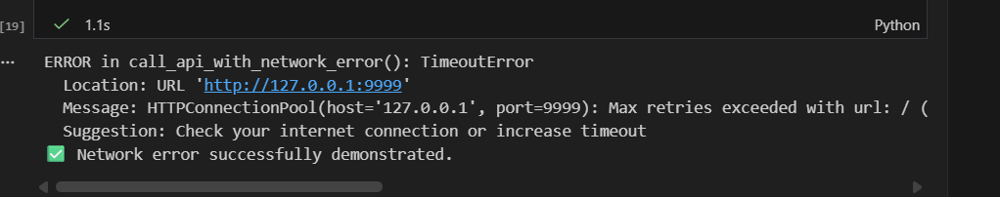 [19]
1.1s
Python
ERROR in call_api_with_network_error(): TimeoutError
Location: URL 'http://127.0.0.1:9999'
Message: HTTPConnectionPool(host='127.0.0.1', port=9999): Max retries exceeded with url: / (
Suggestion: Check your internet connection or increase timeout
✅ Network error successfully demonstrated.